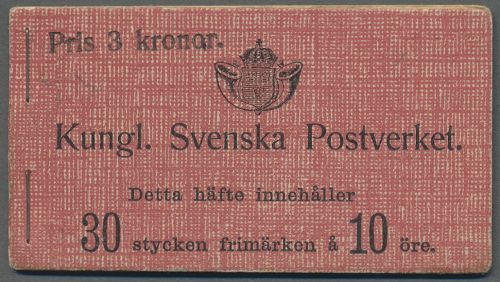 Pris 3 kronor.
Kungl. Svenska Postverket.
Detta häfte innehåller
30 stycken frimärken å 10 öre.